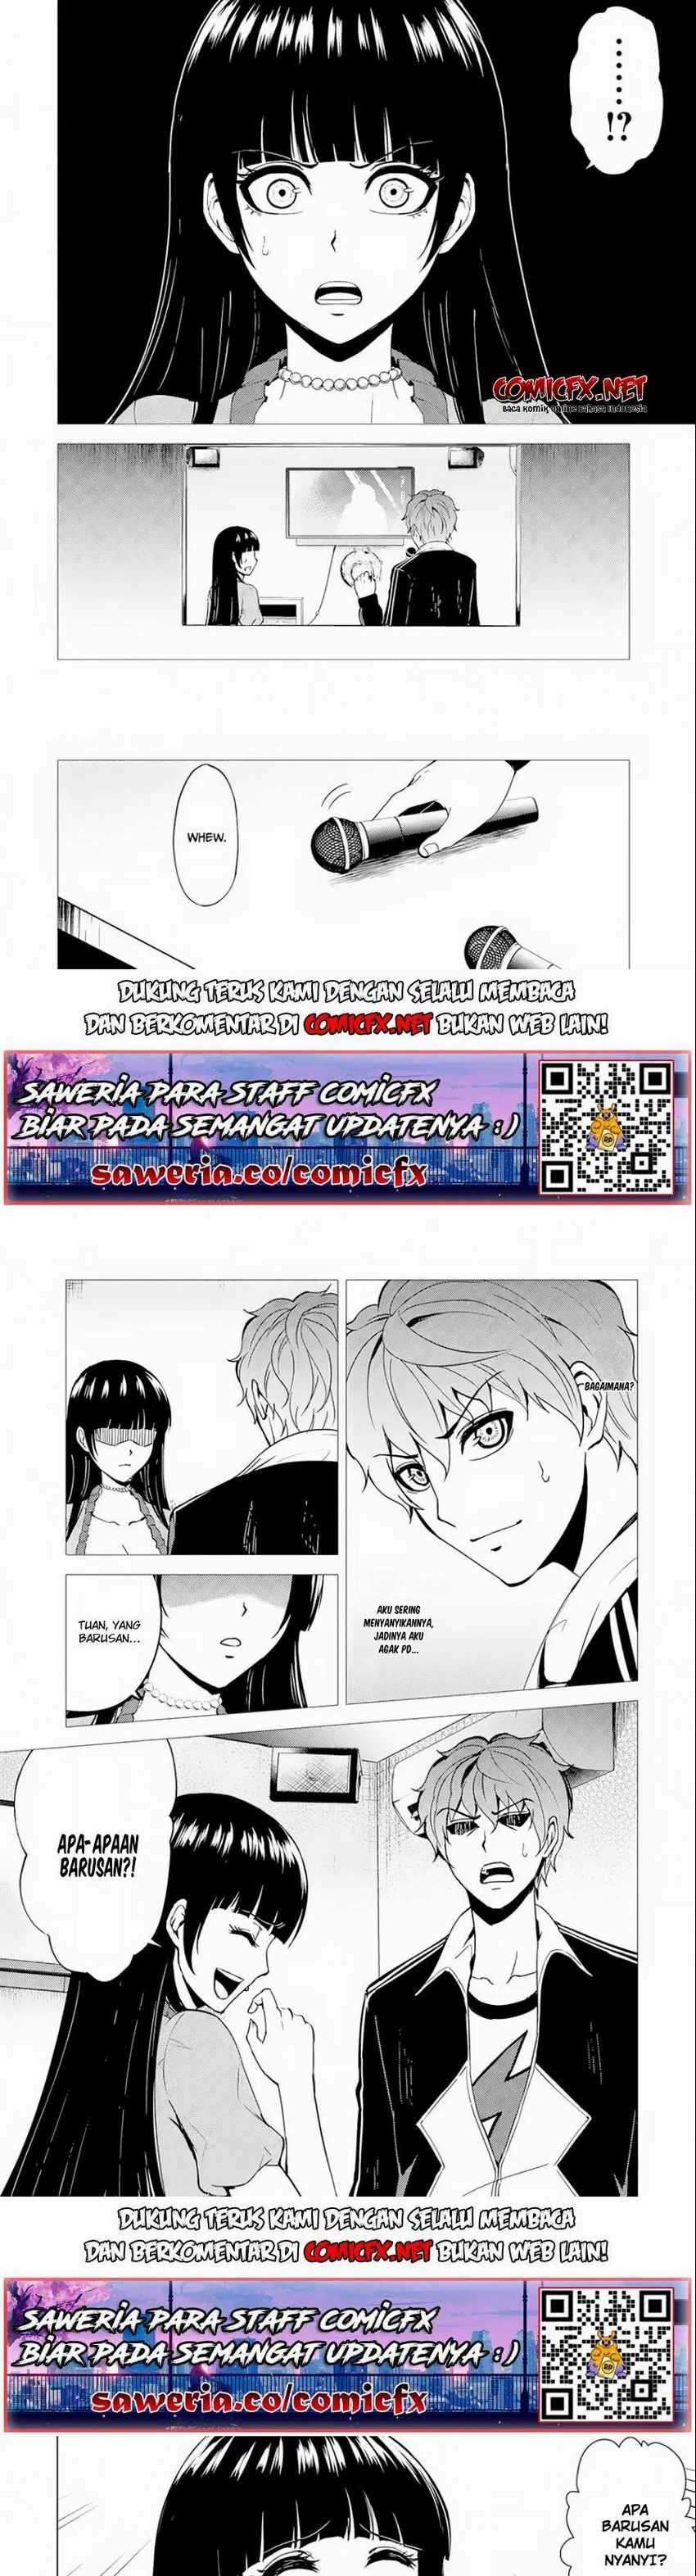 ......!?
COMICFX.NET
Baca Komik Online Bahasa Indonesia
WHEW.
DUKUNG TERUS KAMI DENGAN SELALU MEMBACA
DAN BERKOMENTAR DI COMICFX.NET BUKAN WEB LAIN!
SAWERIA PARA STAFF COMICFX
BIAR PADA SEMANGAT UPDATENYA :)
saweria.co/comicfx
BAGAIMANA?
AKU SERING
MENYANYIKANNYA,
JADINYA AKU
AGAK PD...
TUAN, YANG
BARUSAN...
APA-APAAN
BARUSAN?!
DUKUNG TERUS KAMI DENGAN SELALU MEMBACA
DAN BERKOMENTAR DI COMICFX.NET BUKAN WEB LAIN!
SAWERIA PARA STAFF COMICFX
BIAR PADA SEMANGAT UPDATENYA :)
saweria.co/comicfx
APA
BARUSAN
KAMU
NYANYI?